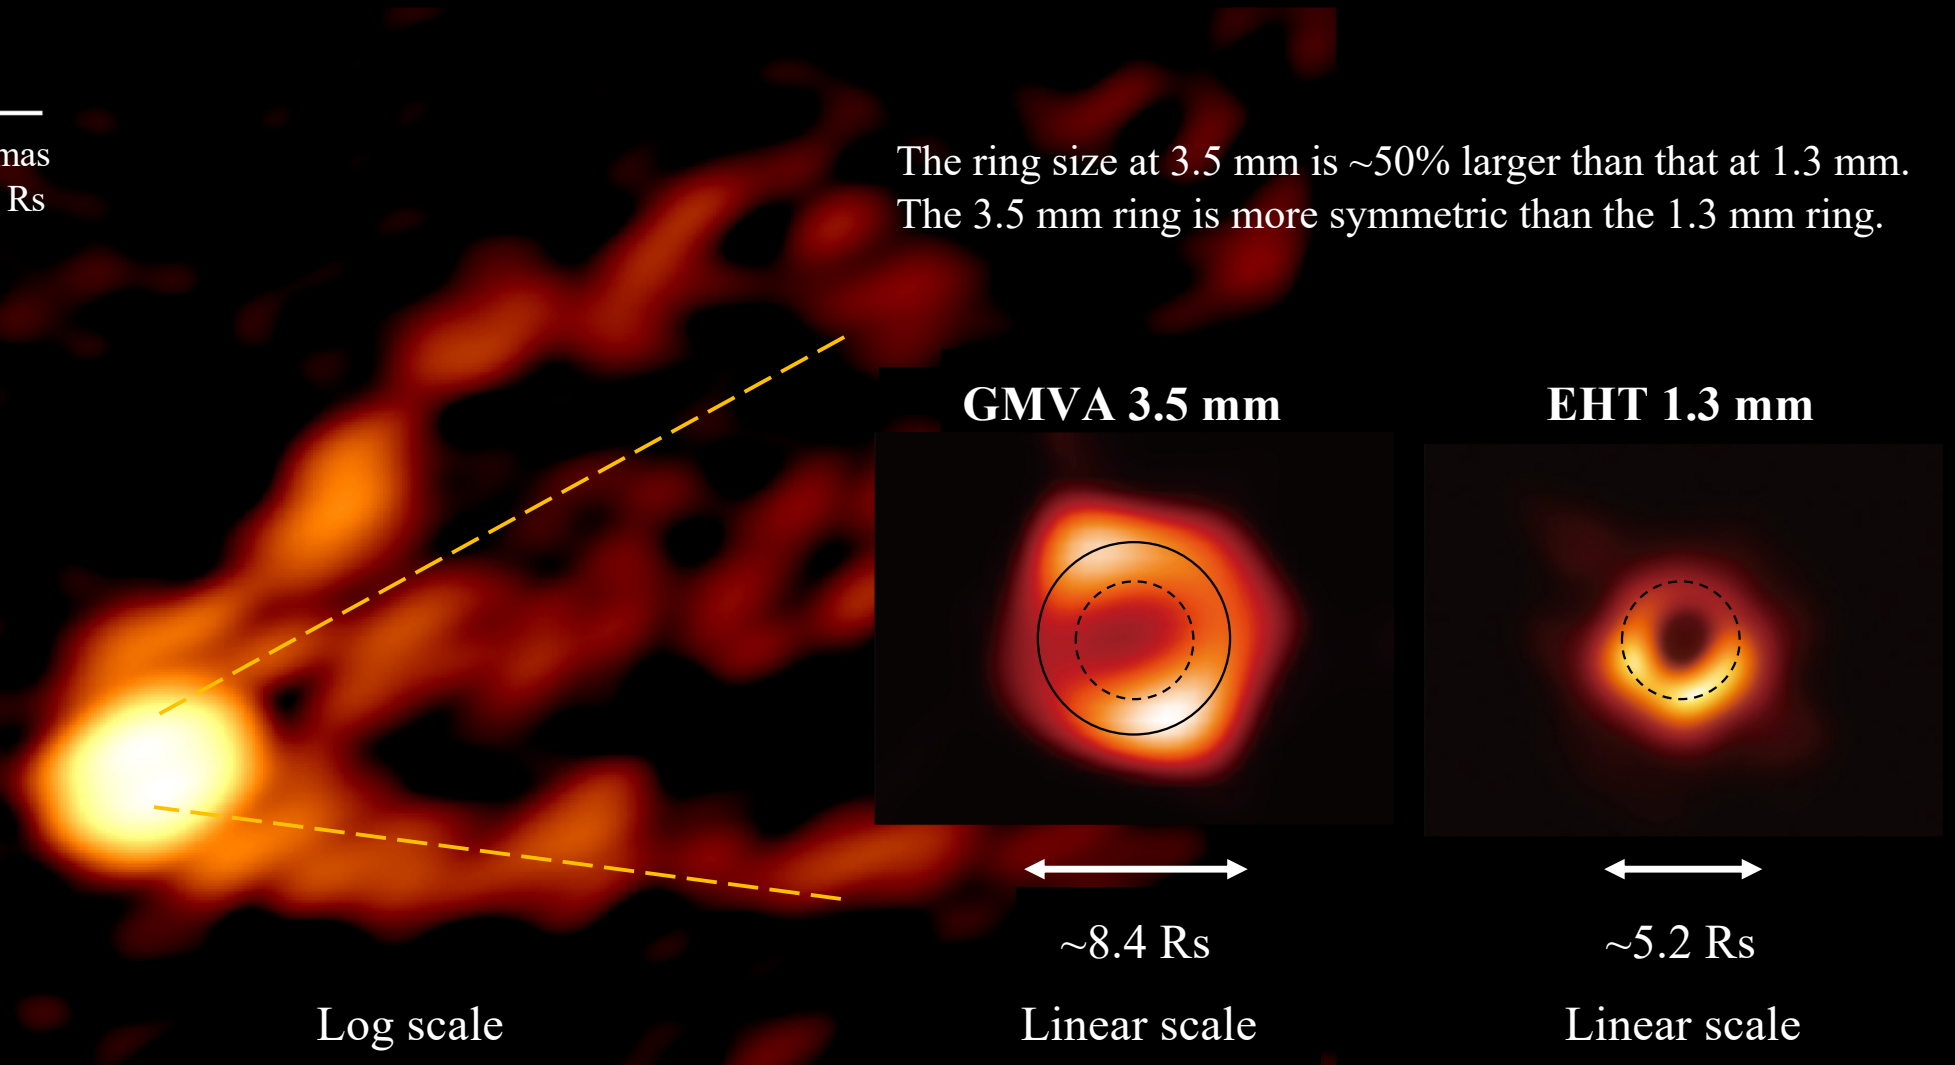 mas
Rs
The ring size at 3.5 mm is ~50% larger than that at 1.3 mm.
The 3.5 mm ring is more symmetric than the 1.3 mm ring.
GMVA 3.5 mm
EHT 1.3 mm
~8.4 Rs
~5.2 Rs
Log scale
Linear scale
Linear scale